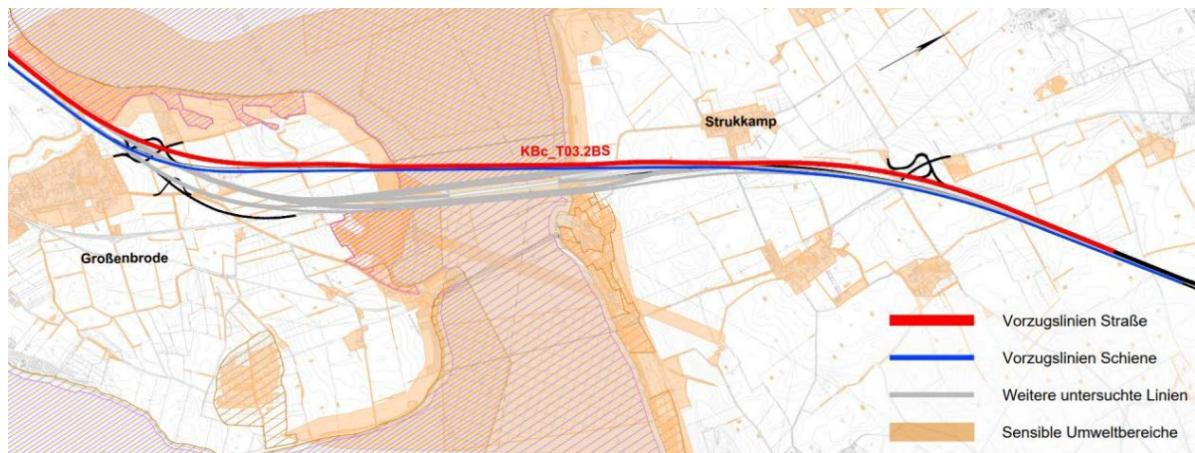 Strukkamp
KBc_T03.2BS
Großenbrode
Vorzugslinien Straße
Vorzugslinien Schiene
Weitere untersuchte Linien
Sensible Umweltbereiche